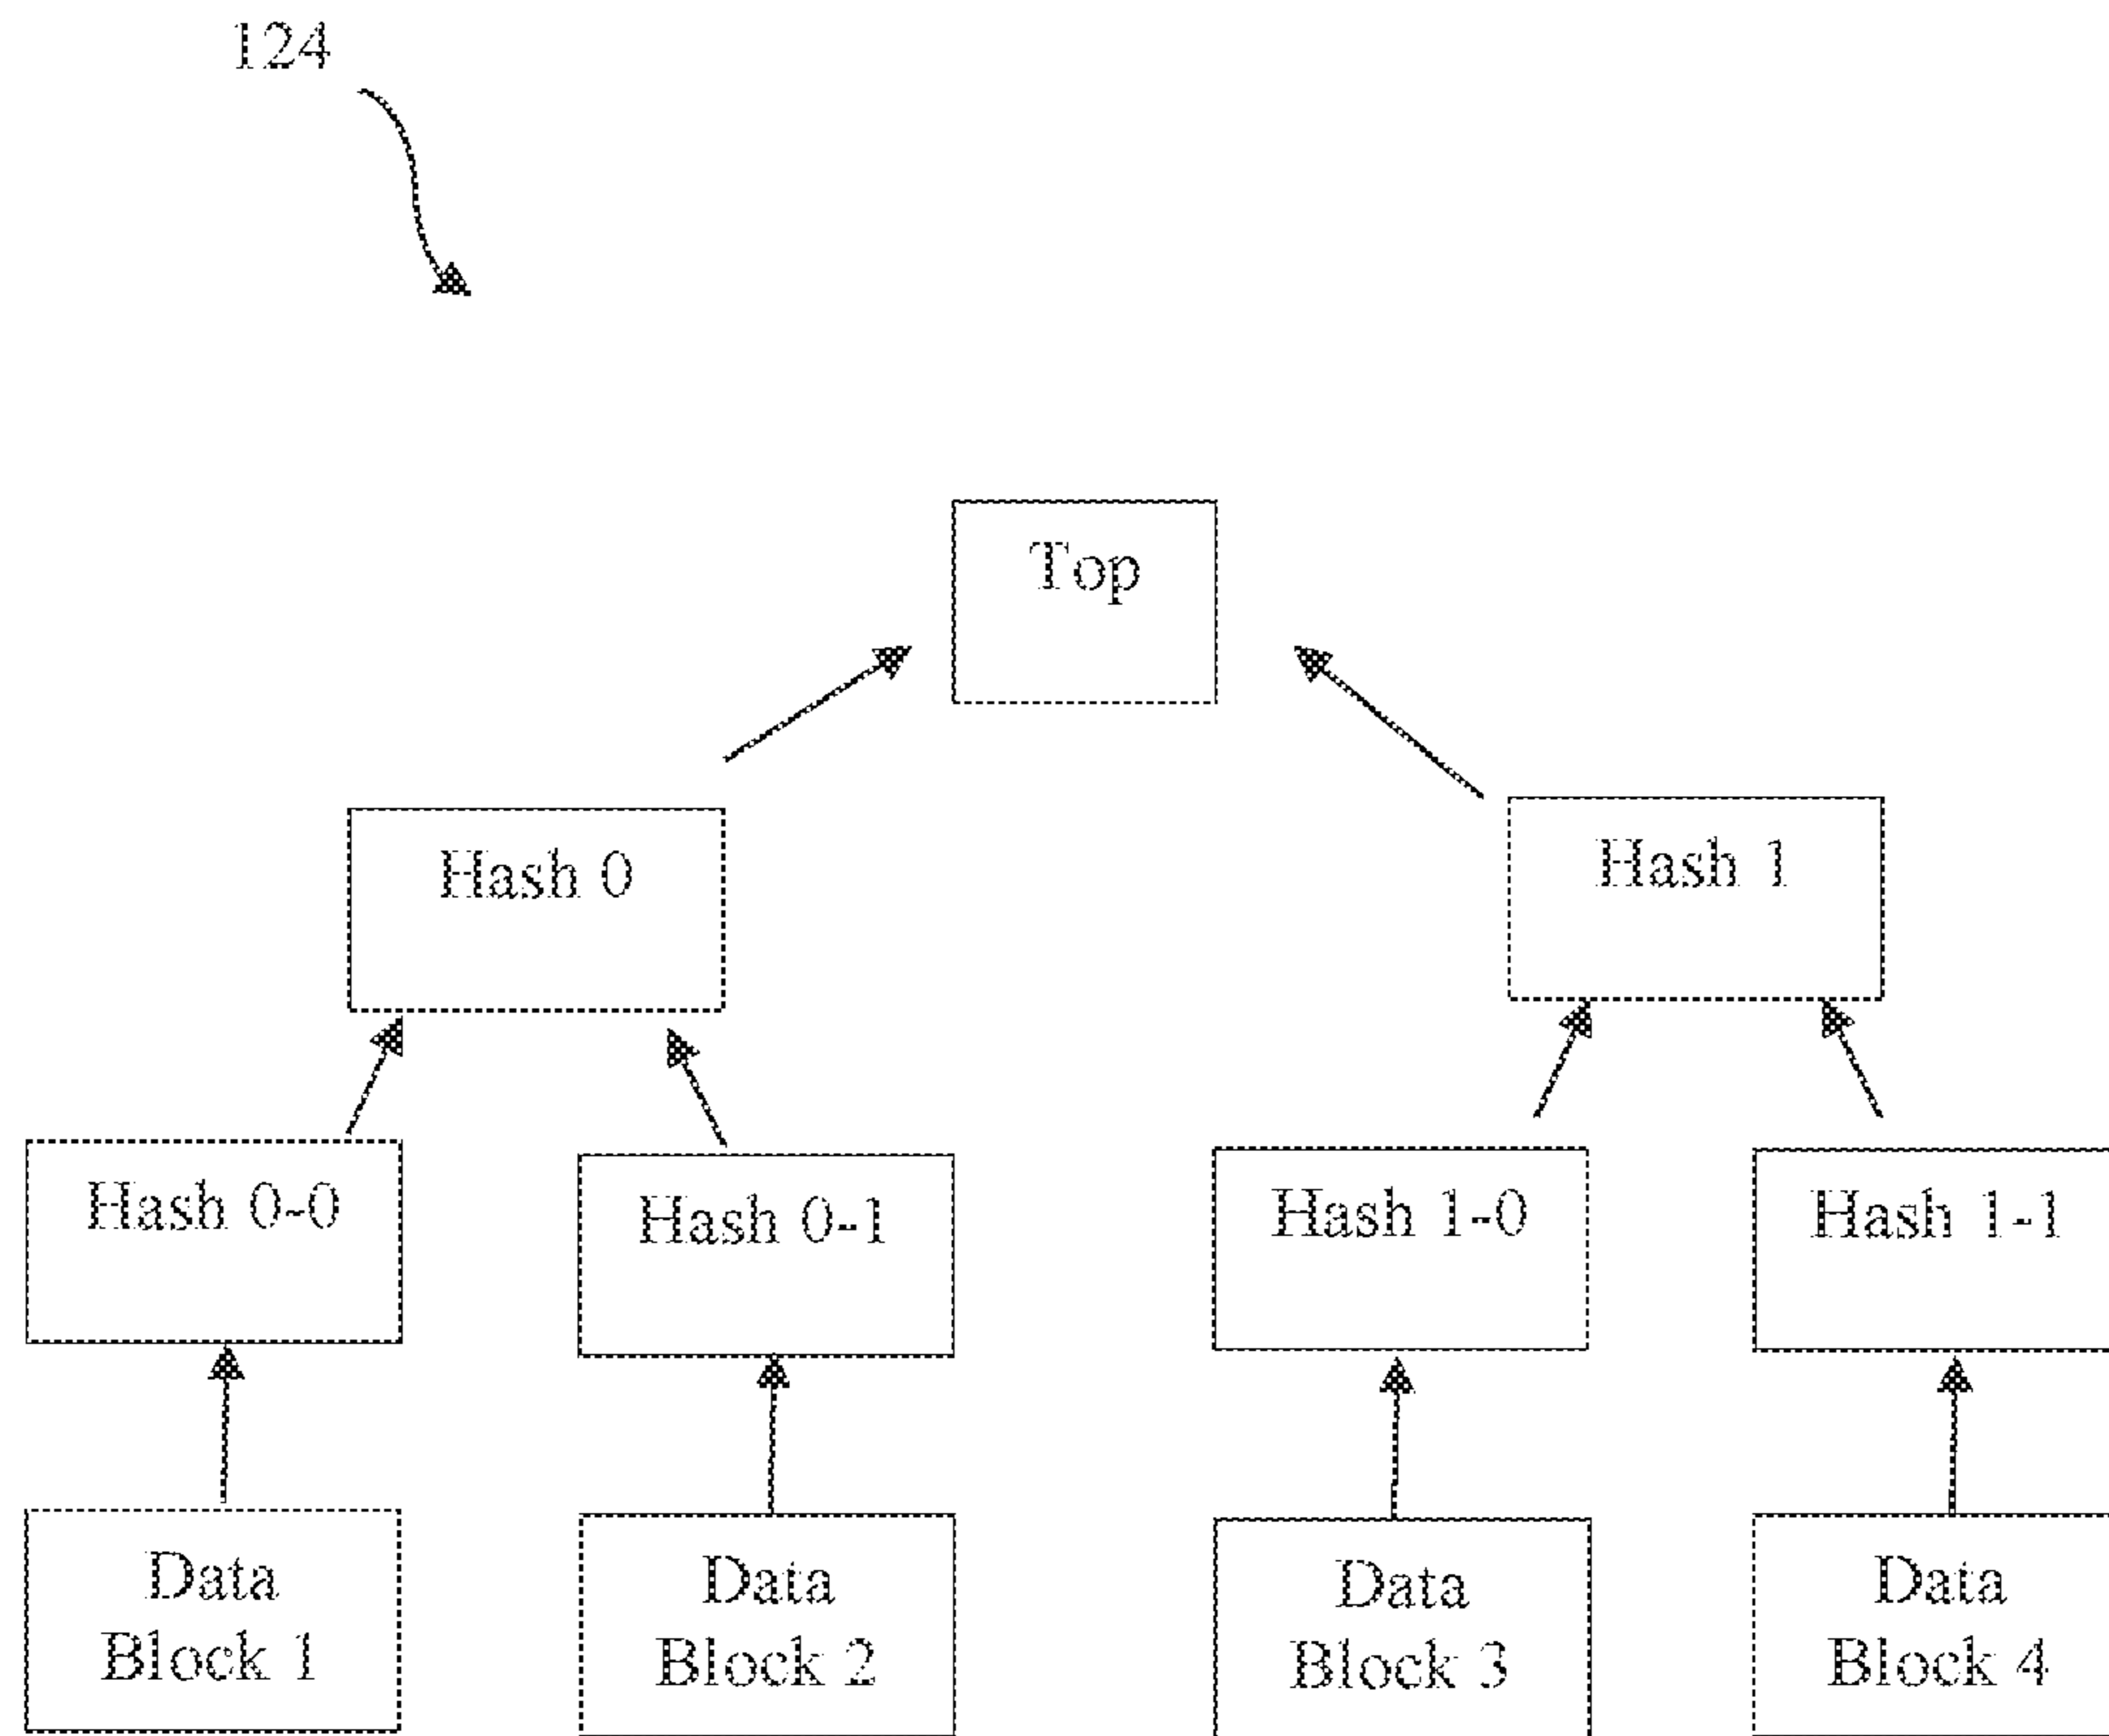 124
Top
Hash 0
Hash 1
Hash 0-0
Hash 0-1
Hash 1-0
Hash 1-1
Data
Block 1
Data
Block 2
Data
Block 3
Data
Block 4